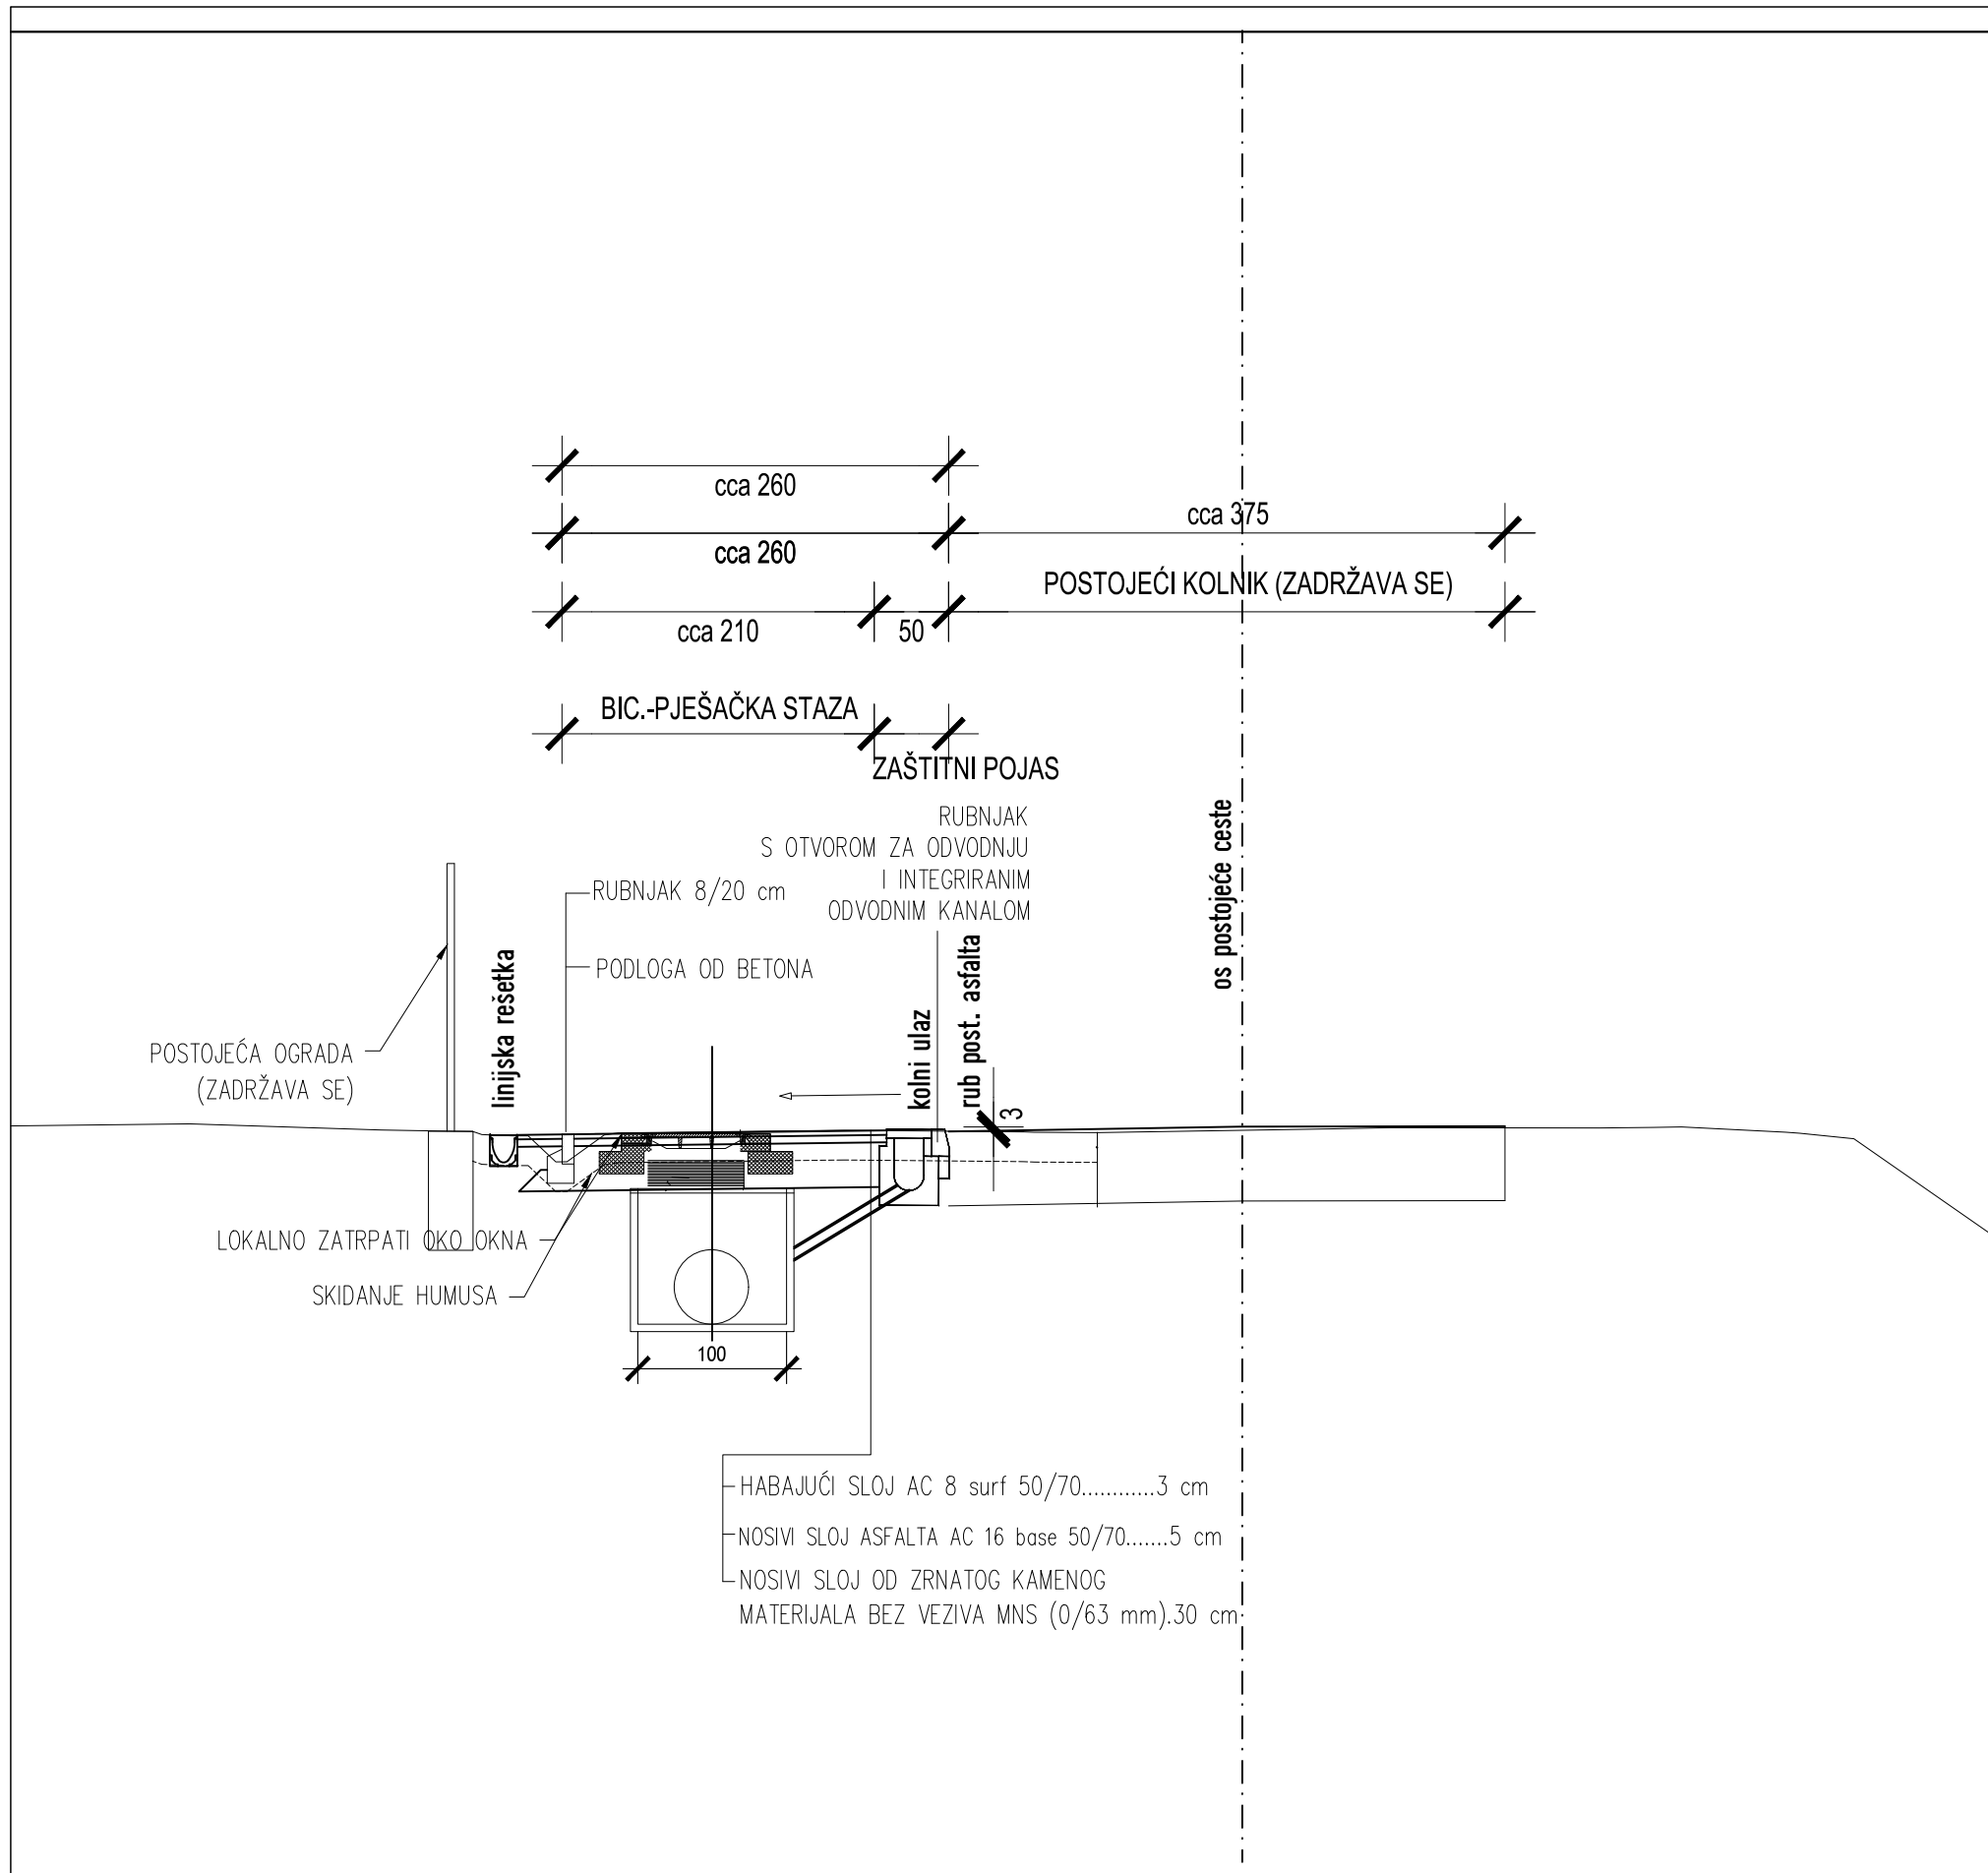 cca 260
cca 375
cca 260
POSTOJEĆI KOLNIK (ZADRŽAVA SE)
cca 210
50
BIC.-PJEŠAČKA STAZA
ZAŠTITNI POJAS
RUBNJAK
S OTVOROM ZA ODVODNJU
I INTEGRIRANIM
ODVODNIM KANALOM
RUBNJAK 8/20 cm
PODLOGA OD BETONA
os postojeće ceste
linijska rešetka
kolni ulaz
rub post. asfalta
POSTOJEĆA OGRADA
(ZADRŽAVA SE)
3
LOKALNO ZATRPATI OKO OKNA
SKIDANJE HUMUSA
100
HABAJUĆI SLOJ AC 8 surf 50/70............3 cm
NOSIVI SLOJ ASFALTA AC 16 base 50/70.......5 cm
NOSIVI SLOJ OD ZRNATOG KAMENOG
MATERIJALA BEZ VEZIVA MNS (0/63 mm).30 cm